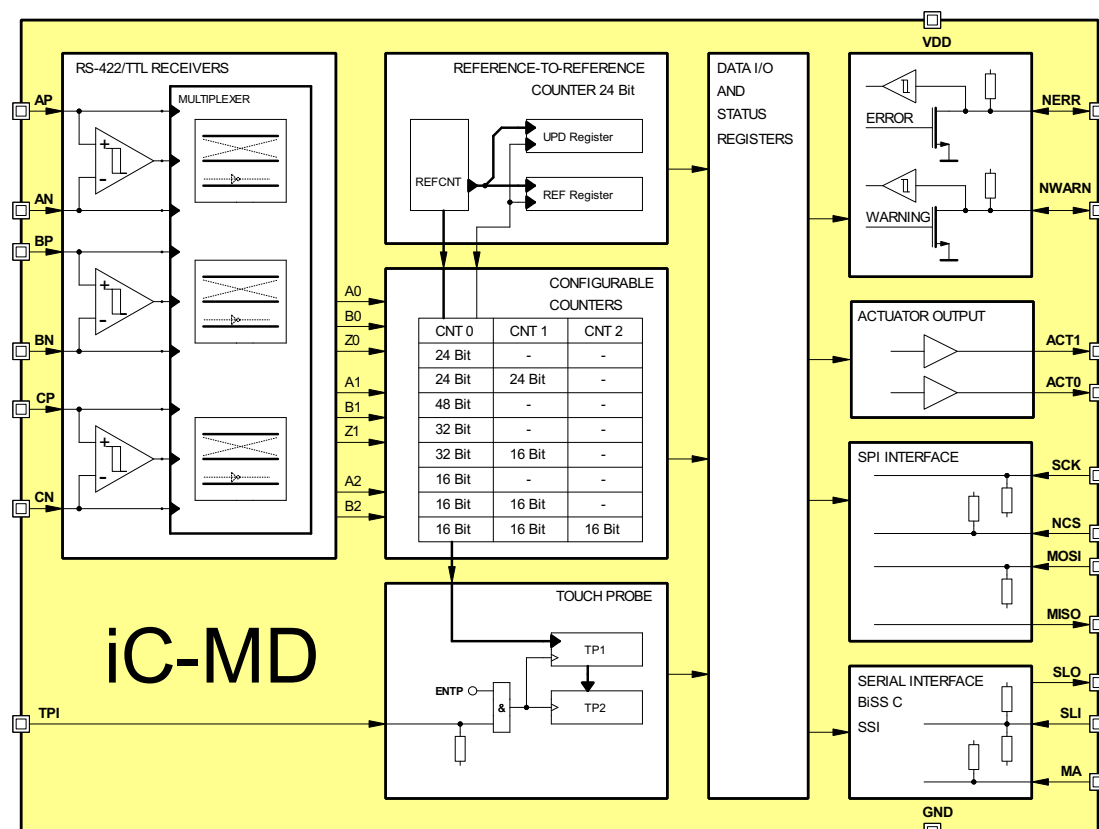 VDD
RS-422/TTL RECEIVERS
MULTIPLEXER
AP
+
-
AN
BP
+
-
BN
CP
+
-
CN
A0
B0
Z0
A1
B1
Z1
A2
B2
REFERENCE-TO-REFERENCE
COUNTER 24 Bit
UPD Register
REFCNT
REF Register
CONFIGURABLE
COUNTERS
CNT 0 CNT 1 CNT 2
24 Bit - -
24 Bit 24 Bit -
48 Bit - -
32 Bit - -
32 Bit 16 Bit -
16 Bit - -
16 Bit 16 Bit -
16 Bit 16 Bit 16 Bit
TOUCH PROBE
TP1
ENTP
&
TP2
iC-MD
TPI
DATA I/O
AND
STATUS
REGISTERS
NERR
ERROR
NWARN
WARNING
ACTUATOR OUTPUT
ACT1
ACT0
SPI INTERFACE
SCK
NCS
MOSI
MISO
SERIAL INTERFACE
BiSS C
SSI
SLO
SLI
MA
GND